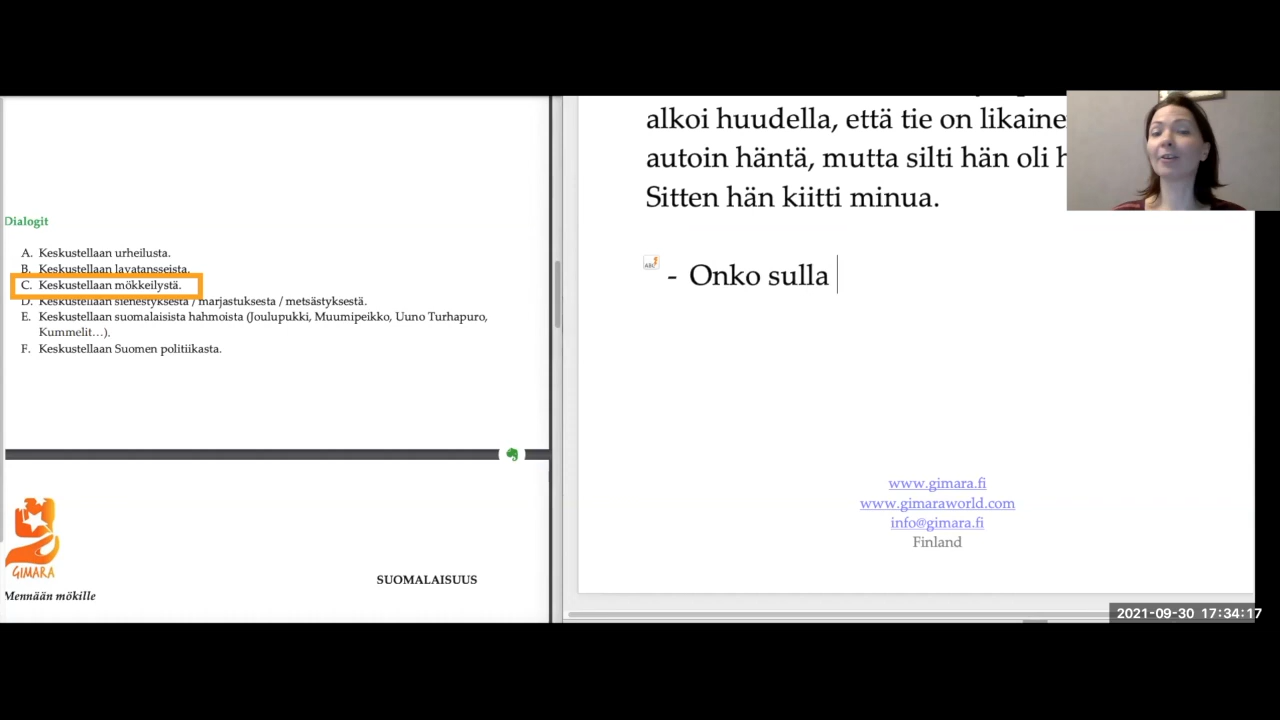 Dialogit
A. Keskustellaan urheilusta.
B. Keskustellaan lavatansseista.
C. Keskustellaan mökkeilystä.
D. Keskustellaan sienestyksestä / marjastuksesta / metsästyksestä.
E. Keskustellaan suomalaisista hahmoista (Joulupukki, Muumipeikko, Uuno Turhapuro,
Kummelit…).
F. Keskustellaan Suomen politiikasta.
GIMARA
SUOMALAISUUS
Mennään mökille
alkoi huudella, että tie on likaine
autoin häntä, mutta silti hän oli h
Sitten hän kiitti minua.
- Onko sulla
www.gimara.fi
www.gimaraworld.com
info@gimara.fi
Finland
2021-09-30 17:34:17